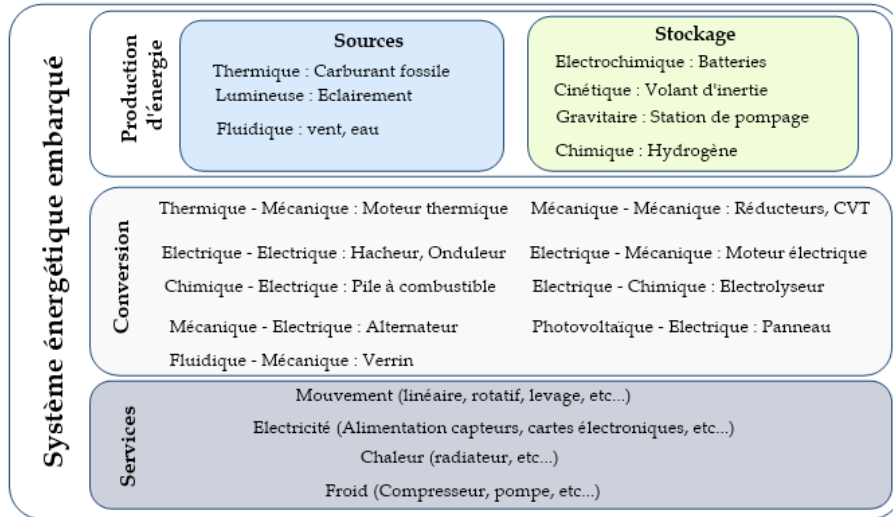 Système énergétique embarqué
Production
d'énergie
Sources
Thermique : Carburant fossile
Lumineuse : Eclairement
Fluidique : vent, eau
Stockage
Electrochimique : Batteries
Cinétique : Volant d'inertie
Gravitaire : Station de pompage
Chimique : Hydrogène
Conversion
Thermique - Mécanique : Moteur thermique
Mécanique - Mécanique : Réducteurs, CVT
Electrique - Electrique : Hacheur, Onduleur
Electrique - Mécanique : Moteur électrique
Chimique - Electrique : Pile à combustible
Electrique - Chimique : Electrolyseur
Mécanique - Electrique : Alternateur
Photovoltaïque - Electrique : Panneau
Fluidique - Mécanique : Verrin
Services
Mouvement (linéaire, rotatif, levage, etc...)
Electricité (Alimentation capteurs, cartes électroniques, etc...)
Chaleur (radiateur, etc...)
Froid (Compresseur, pompe, etc...)